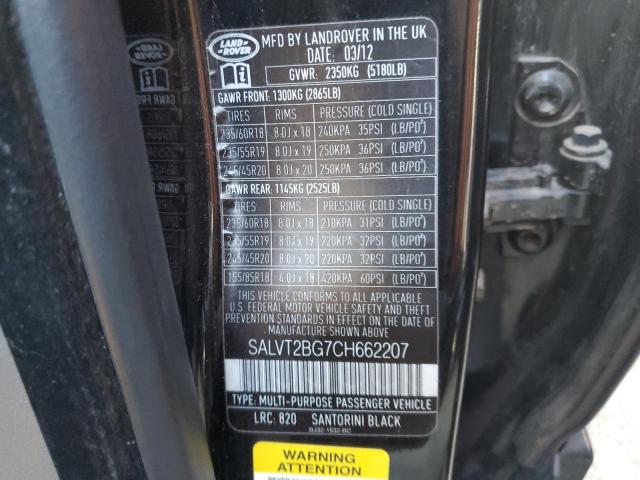 LAND
ROVER
MFD BY LANDROVER IN THE UK
DATE: 03/12
GVWR: 2350KG (5180LB)
GAWR FRONT: 1300KG (2865LB)
TIRES RIMS PRESSURE (COLD SINGLE)
235/60R18 8.0J x 18 240KPA 35PSI (LB/PO²)
235/55R19 8.0J x 19 250KPA 36PSI (LB/PO²)
245/45R20 8.0J x 20 250KPA 36PSI (LB/PO²)
GAWR REAR: 1145KG (2525LB)
TIRES RIMS PRESSURE (COLD SINGLE)
235/60R18 8.0J x 18 210KPA 31PSI (LB/PO²)
235/55R19 8.0J x 19 220KPA 32PSI (LB/PO²)
245/45R20 8.0J x 20 220KPA 32PSI (LB/PO²)
155/85R18 4.0J x 18 420KPA 60PSI (LB/PO²)
THIS VEHICLE CONFORMS TO ALL APPLICABLE
U.S. FEDERAL MOTOR VEHICLE SAFETY AND THEFT
PREVENTION STANDARDS IN EFFECT ON THE DATE
OF MANUFACTURE SHOWN ABOVE.
SALVT2BG7CH662207
TYPE: MULTI-PURPOSE PASSENGER VEHICLE
LRC: 820 SANTORINI BLACK
BJ32-1532-BC
WARNING
ATTENTION